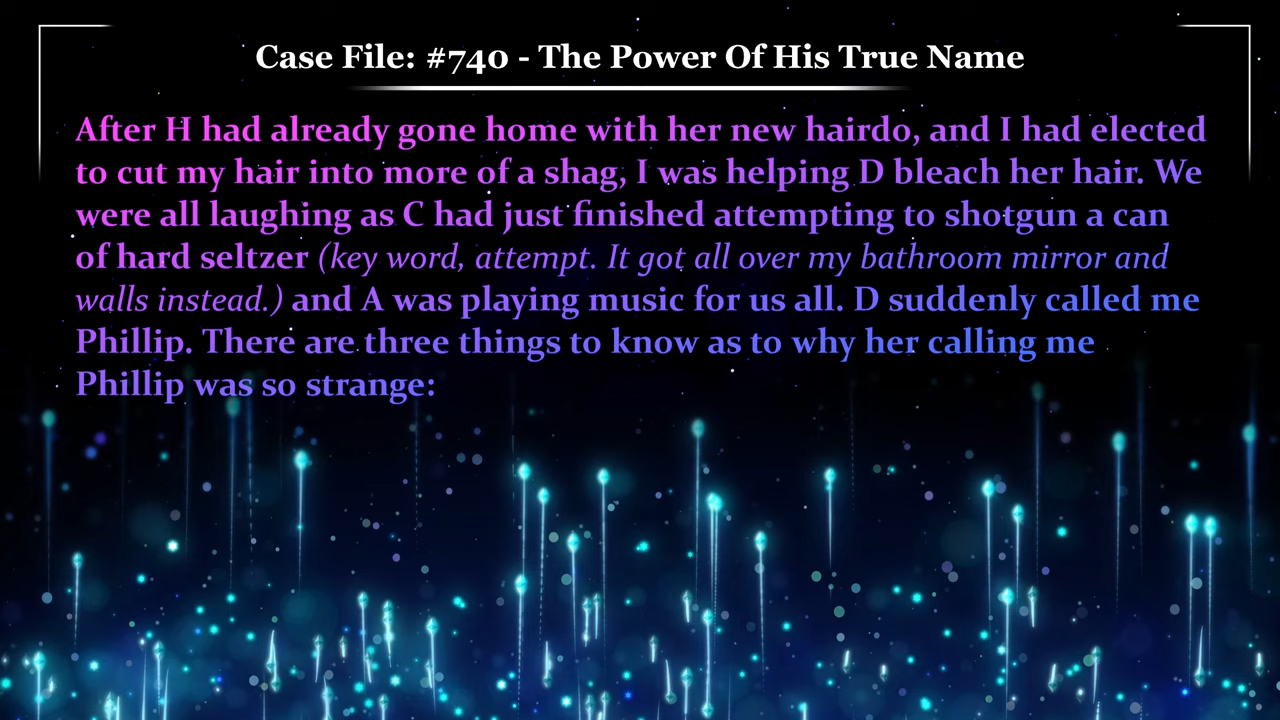 Case File: #740 - The Power Of His True Name
After H had already gone home with her new hairdo, and I had elected
to cut my hair into more of a shag, I was helping D bleach her hair. We
were all laughing as C had just finished attempting to shotgun a can
of hard seltzer (key word, attempt. It got all over my bathroom mirror and
walls instead.) and A was playing music for us all. D suddenly called me
Phillip. There are three things to know as to why her calling me
Phillip was so strange: